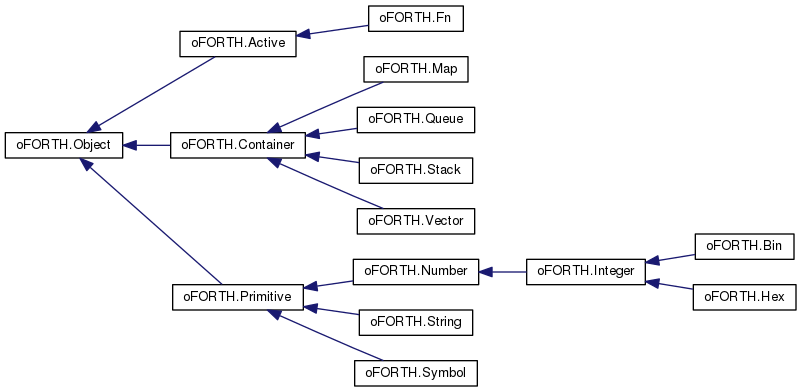 oFORTH.Fn
oFORTH.Active
oFORTH.Map
oFORTH.Queue
oFORTH.Object
oFORTH.Container
oFORTH.Stack
oFORTH.Vector
oFORTH.Bin
oFORTH.Number
oFORTH.Integer
oFORTH.Primitive
oFORTH.Hex
oFORTH.String
oFORTH.Symbol